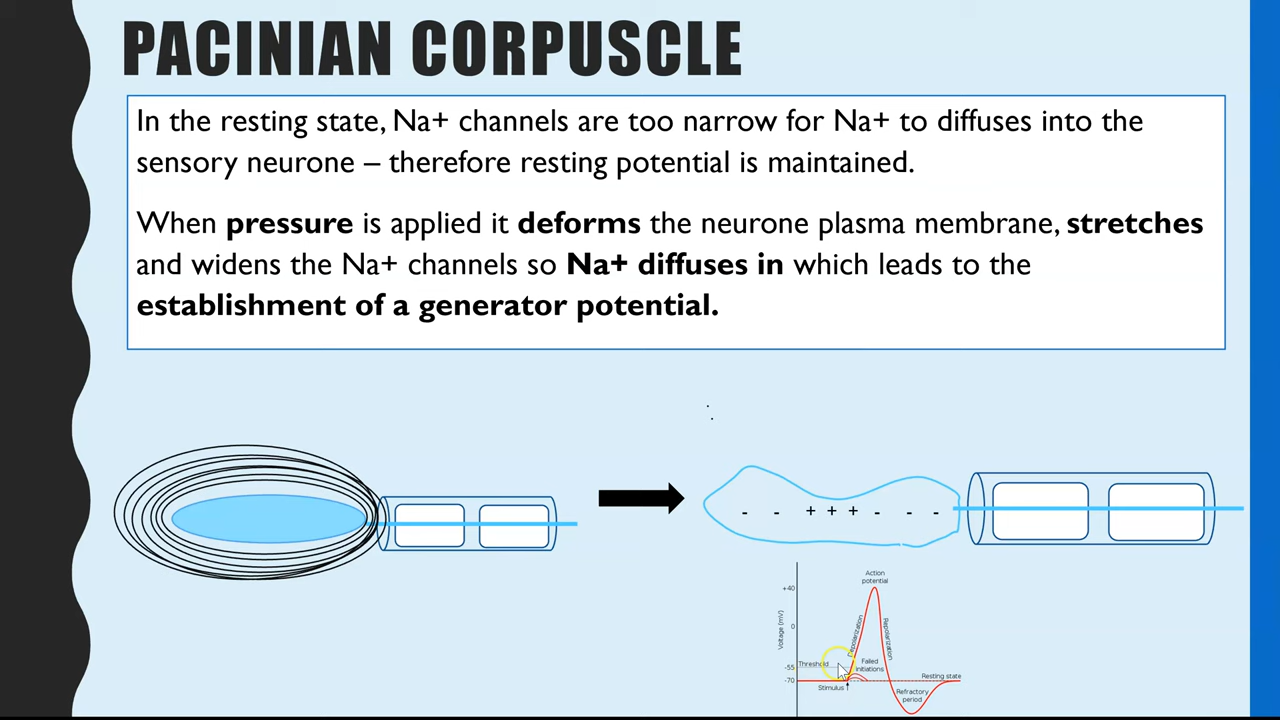 PACINIAN CORPUSCLE
In the resting state, Na+ channels are too narrow for Na+ to diffuses into the
sensory neurone – therefore resting potential is maintained.
When pressure is applied it deforms the neurone plasma membrane, stretches
and widens the Na+ channels so Na+ diffuses in which leads to the
establishment of a generator potential.
- - + + + - - -
Action
potential
+40
Voltage (mV)
0
Depolarization
Repolarization
-55
Threshold
Failed
initiations
-70
Stimulus
Resting state
Refractory
period